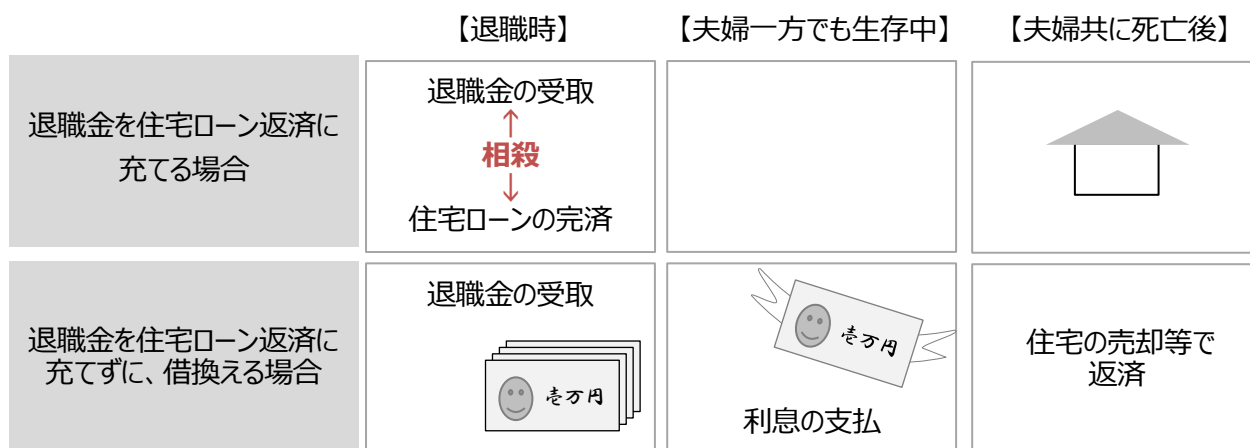 【退職時】
【夫婦一方でも生存中】
【夫婦共に死亡後】
退職金を住宅ローン返済に
充てる場合
退職金の受取
相殺
住宅ローンの完済
退職金を住宅ローン返済に
充てずに、借換える場合
退職金の受取
壱万円
壱万円
利息の支払
住宅の売却等で
返済